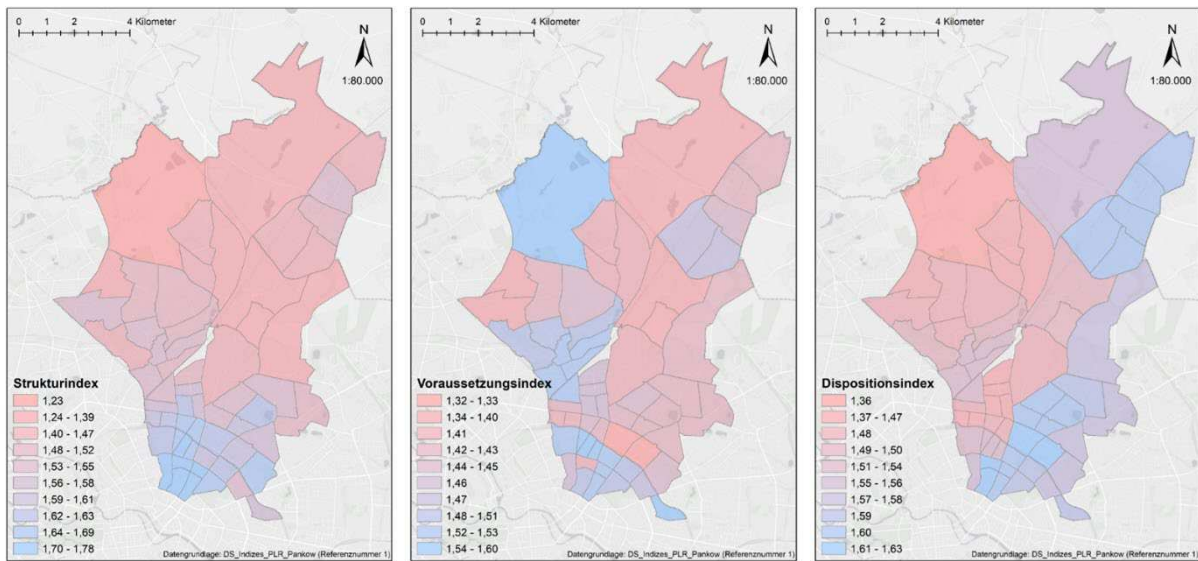 0 1 2 4 Kilometer
N
1:80.000
Strukturindex
1,23
1,24 - 1,39
1,40 - 1,47
1,48 - 1,52
1,53 - 1,55
1,56 - 1,58
1,59 - 1,61
1,62 - 1,63
1,64 - 1,69
1,70 - 1,78
Datengrundlage: DS_Indizes_PLR_Pankow (Referenznummer 1)
0 1 2 4 Kilometer
N
1:80.000
Voraussetzungsindex
1,32 - 1,33
1,34 - 1,40
1,41
1,42 - 1,43
1,44 - 1,45
1,46
1,47
1,48 - 1,51
1,52 - 1,53
1,54 - 1,60
Datengrundlage: DS_Indizes_PLR_Pankow (Referenznummer 1)
0 1 2 4 Kilometer
N
1:80.000
Dispositionsindex
1,36
1,37 - 1,47
1,48
1,49 - 1,50
1,51 - 1,54
1,55 - 1,56
1,57 - 1,58
1,59
1,60
1,61 - 1,63
Datengrundlage: DS_Indizes_PLR_Pankow (Referenznummer 1)